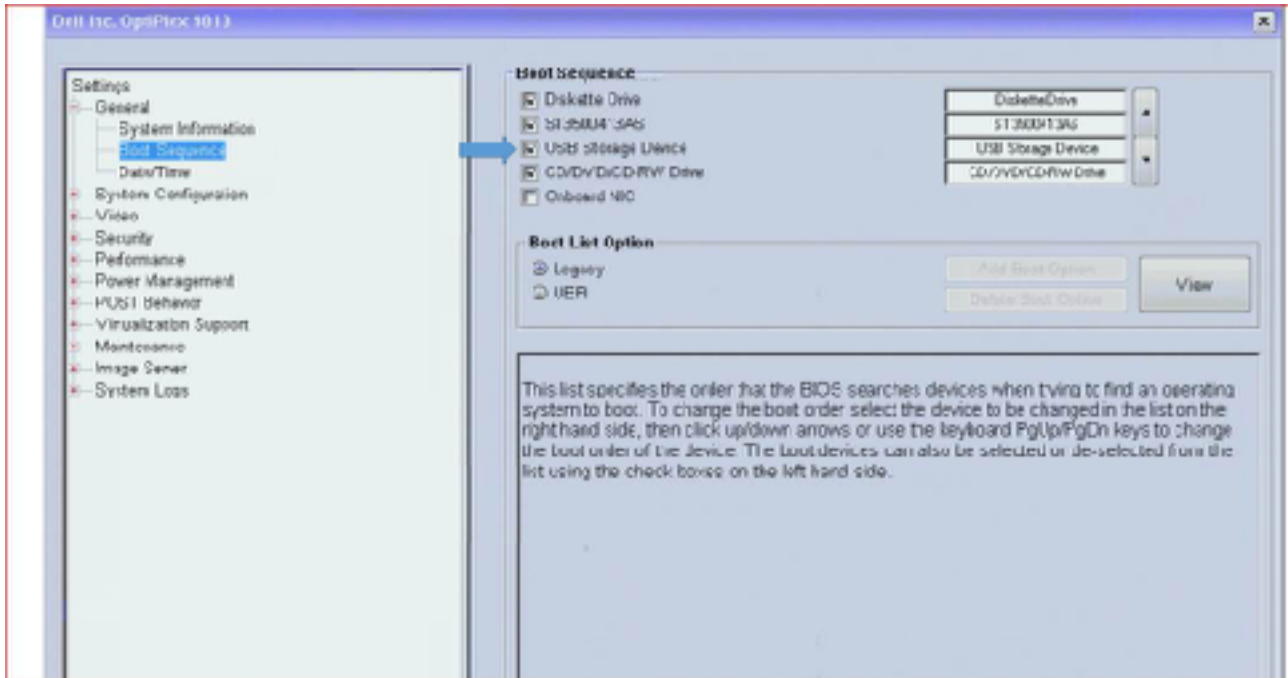 Dell Inc. OptiPlex
Settings
General
System Information
Boot Sequence
Date/Time
System Configuration
Video
Security
Performance
Power Management
POST Behavior
Virtualization Support
Maintenance
Image Server
System Logs
Boot Sequence
Diskette Drive
USB Storage Device
CD/DVD/CD-RW Drive
Onboard NIC
DisketteDrive
USB Storage Device
CD/DVD/CD-RW Drive
Boot List Option
Legacy
UEFI
Add Boot Option
Delete Boot Option
View
This list specifies the order that the BIOS searches devices when trying to find an operating
system to boot. To change the boot order select the device to be changed in the list on the
right hand side, then click up/down arrows or use the keyboard PgUp/PgDn keys to change
the boot order of the device. The boot devices can also be selected or de-selected from the
list using the check boxes on the left hand side.